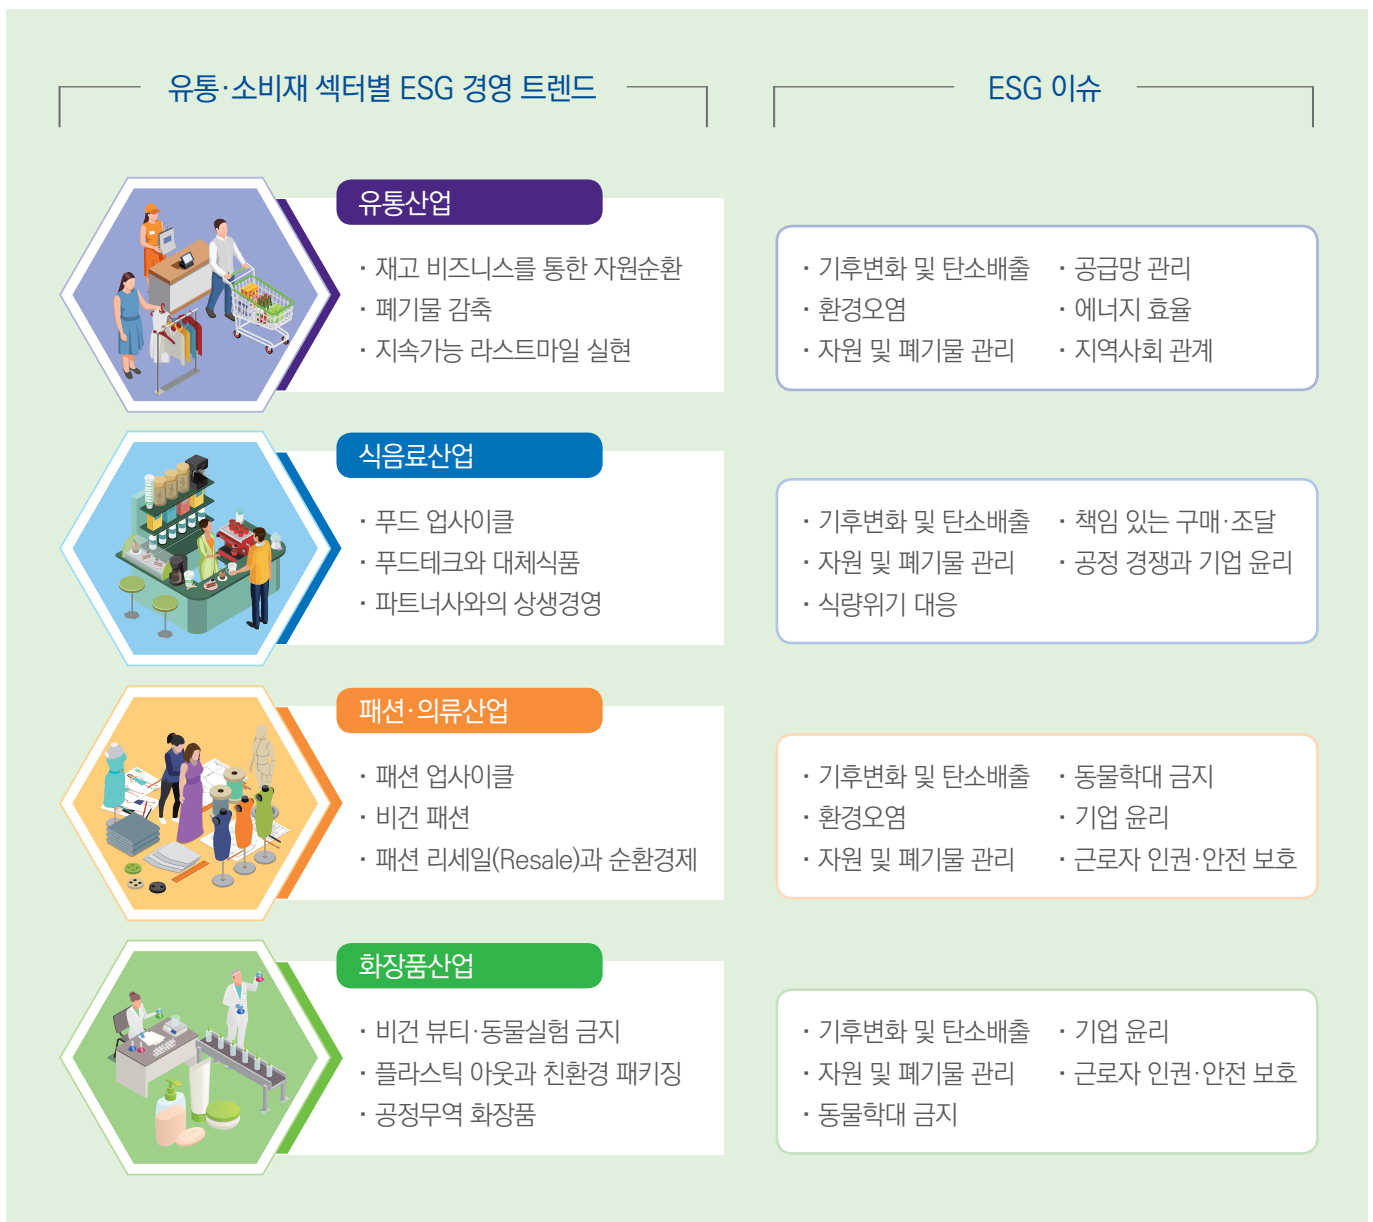 유통·소비재 섹터별 ESG 경영 트렌드
ESG 이슈
유통산업
· 재고 비즈니스를 통한 자원순환
· 폐기물 감축
· 지속가능 라스트마일 실현
· 기후변화 및 탄소배출
· 환경오염
· 자원 및 폐기물 관리
· 공급망 관리
· 에너지 효율
· 지역사회 관계
식음료산업
· 푸드 업사이클
· 푸드테크와 대체식품
· 파트너사와의 상생경영
· 기후변화 및 탄소배출
· 자원 및 폐기물 관리
· 식량위기 대응
· 책임 있는 구매·조달
· 공정 경쟁과 기업 윤리
패션·의류산업
· 패션 업사이클
· 비건 패션
· 패션 리세일(Resale)과 순환경제
· 기후변화 및 탄소배출
· 환경오염
· 자원 및 폐기물 관리
· 동물학대 금지
· 기업 윤리
· 근로자 인권·안전 보호
화장품산업
· 비건 뷰티·동물실험 금지
· 플라스틱 아웃과 친환경 패키징
· 공정무역 화장품
· 기후변화 및 탄소배출
· 자원 및 폐기물 관리
· 동물학대 금지
· 기업 윤리
· 근로자 인권·안전 보호